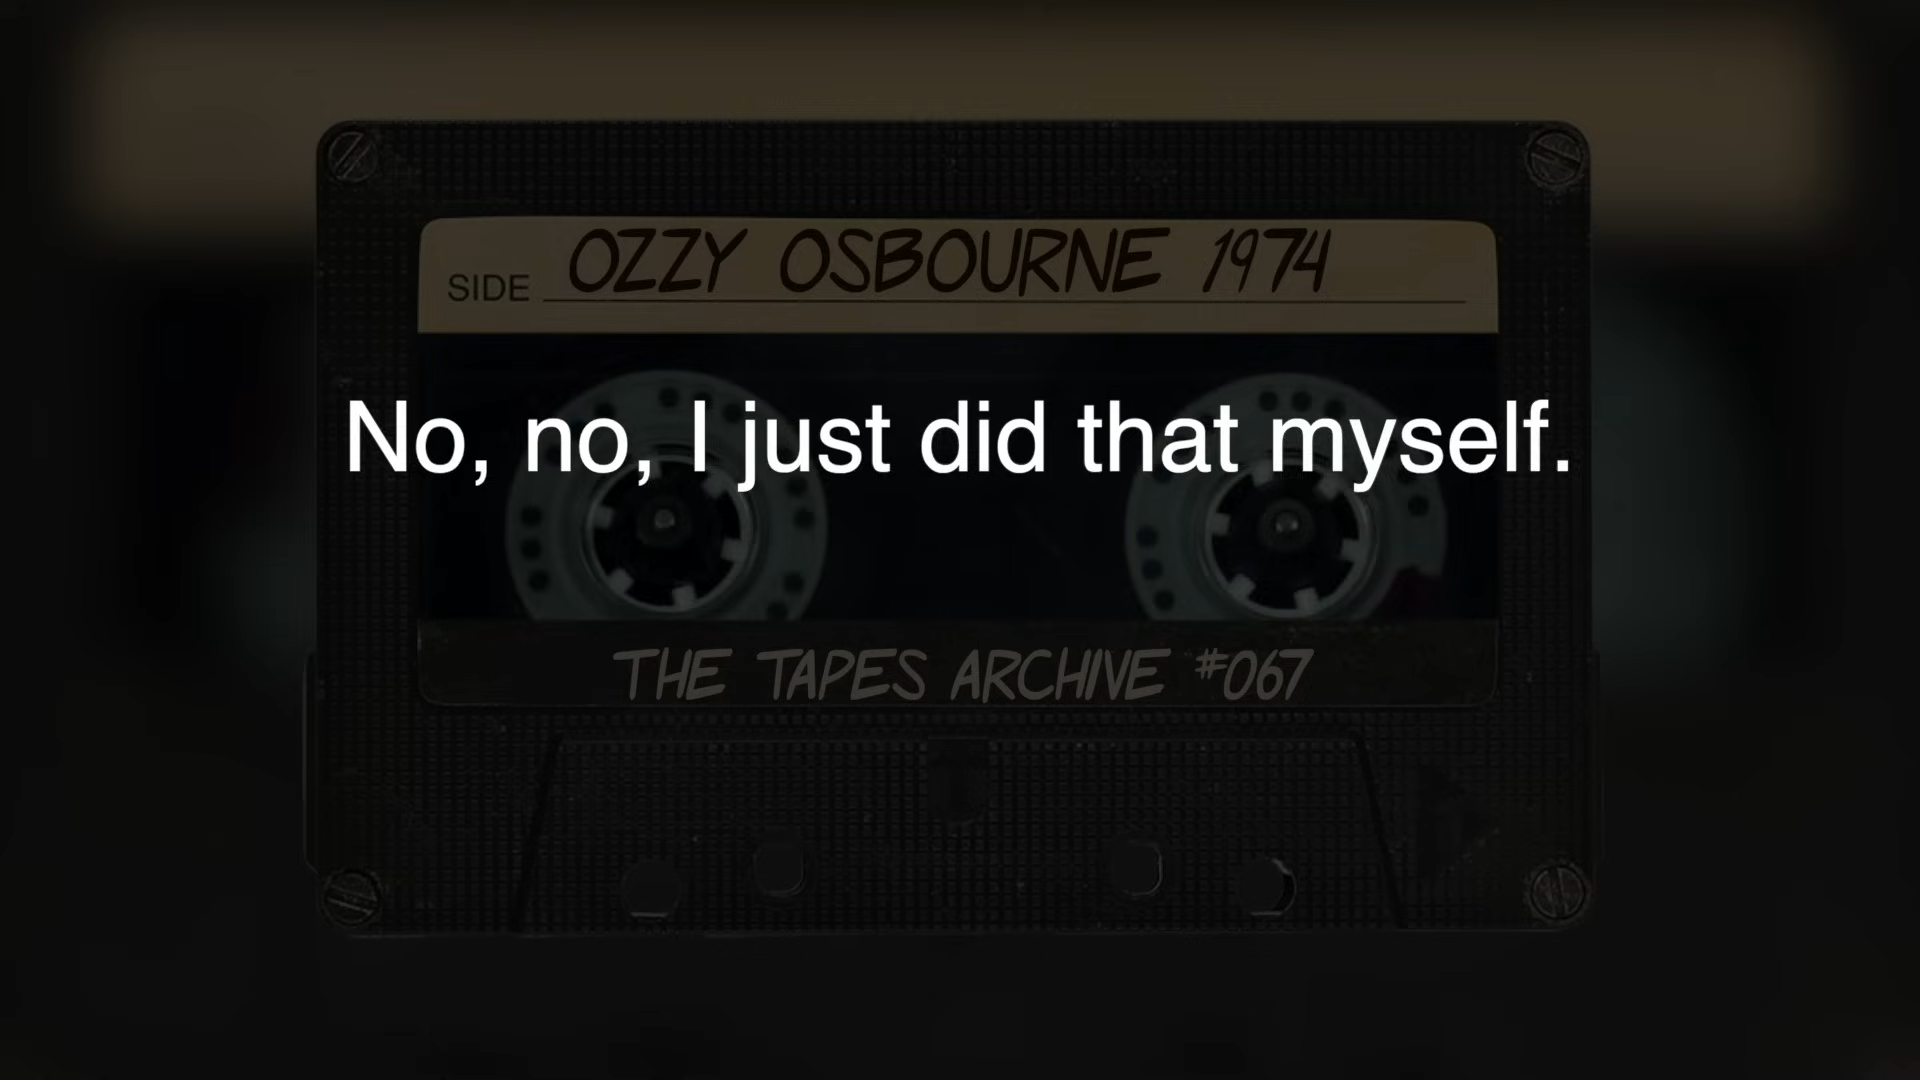 SIDE OZZY OSBOURNE 1974
No, no, I just did that myself.
THE TAPES ARCHIVE #067